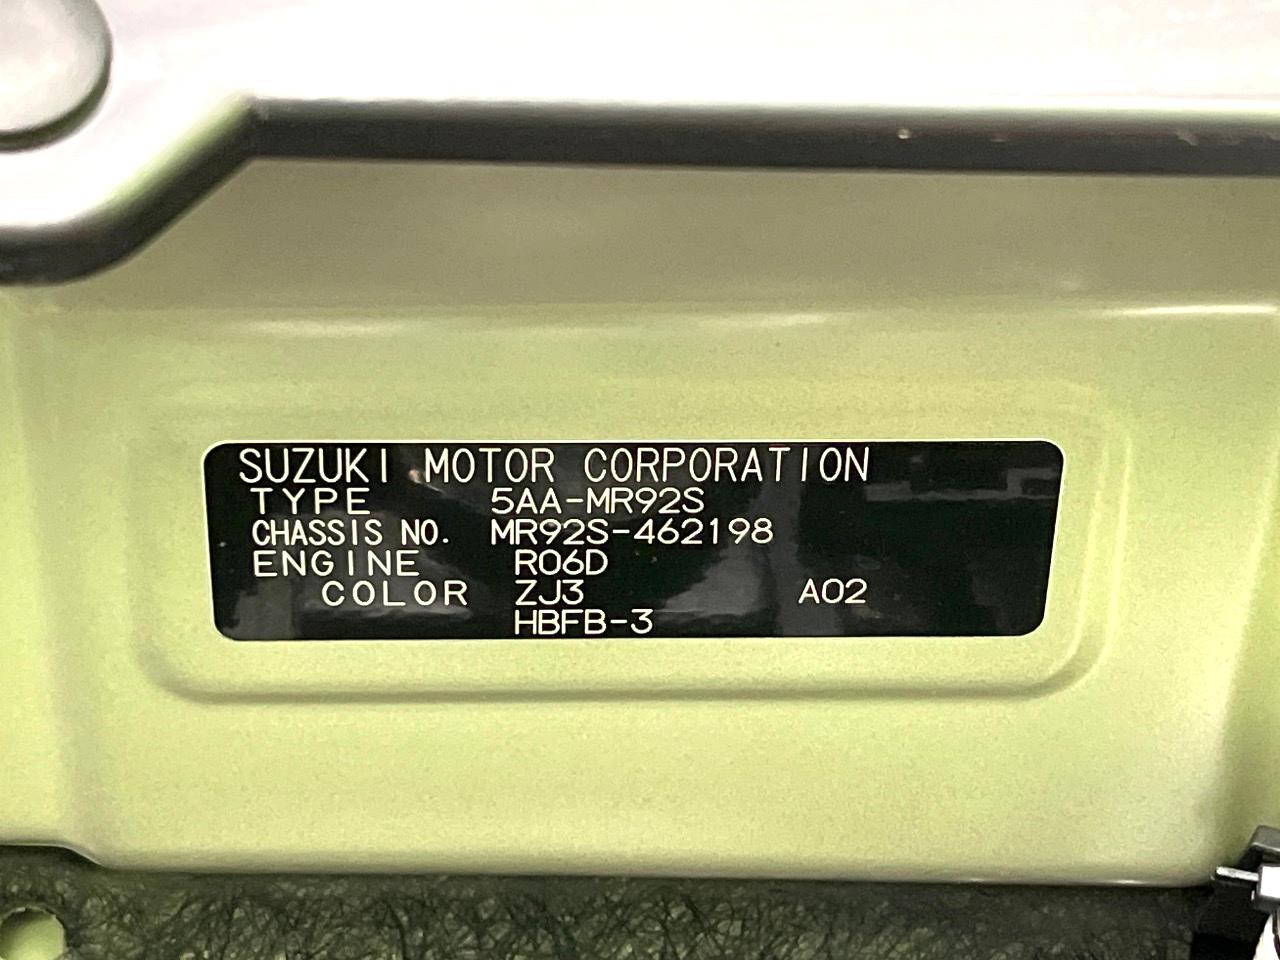 SUZUKI MOTOR CORPORATION
TYPE 5AA-MR92S
CHASSIS NO. MR92S-462198
ENGINE R06D
COLOR ZJ3 A02
HBFB-3